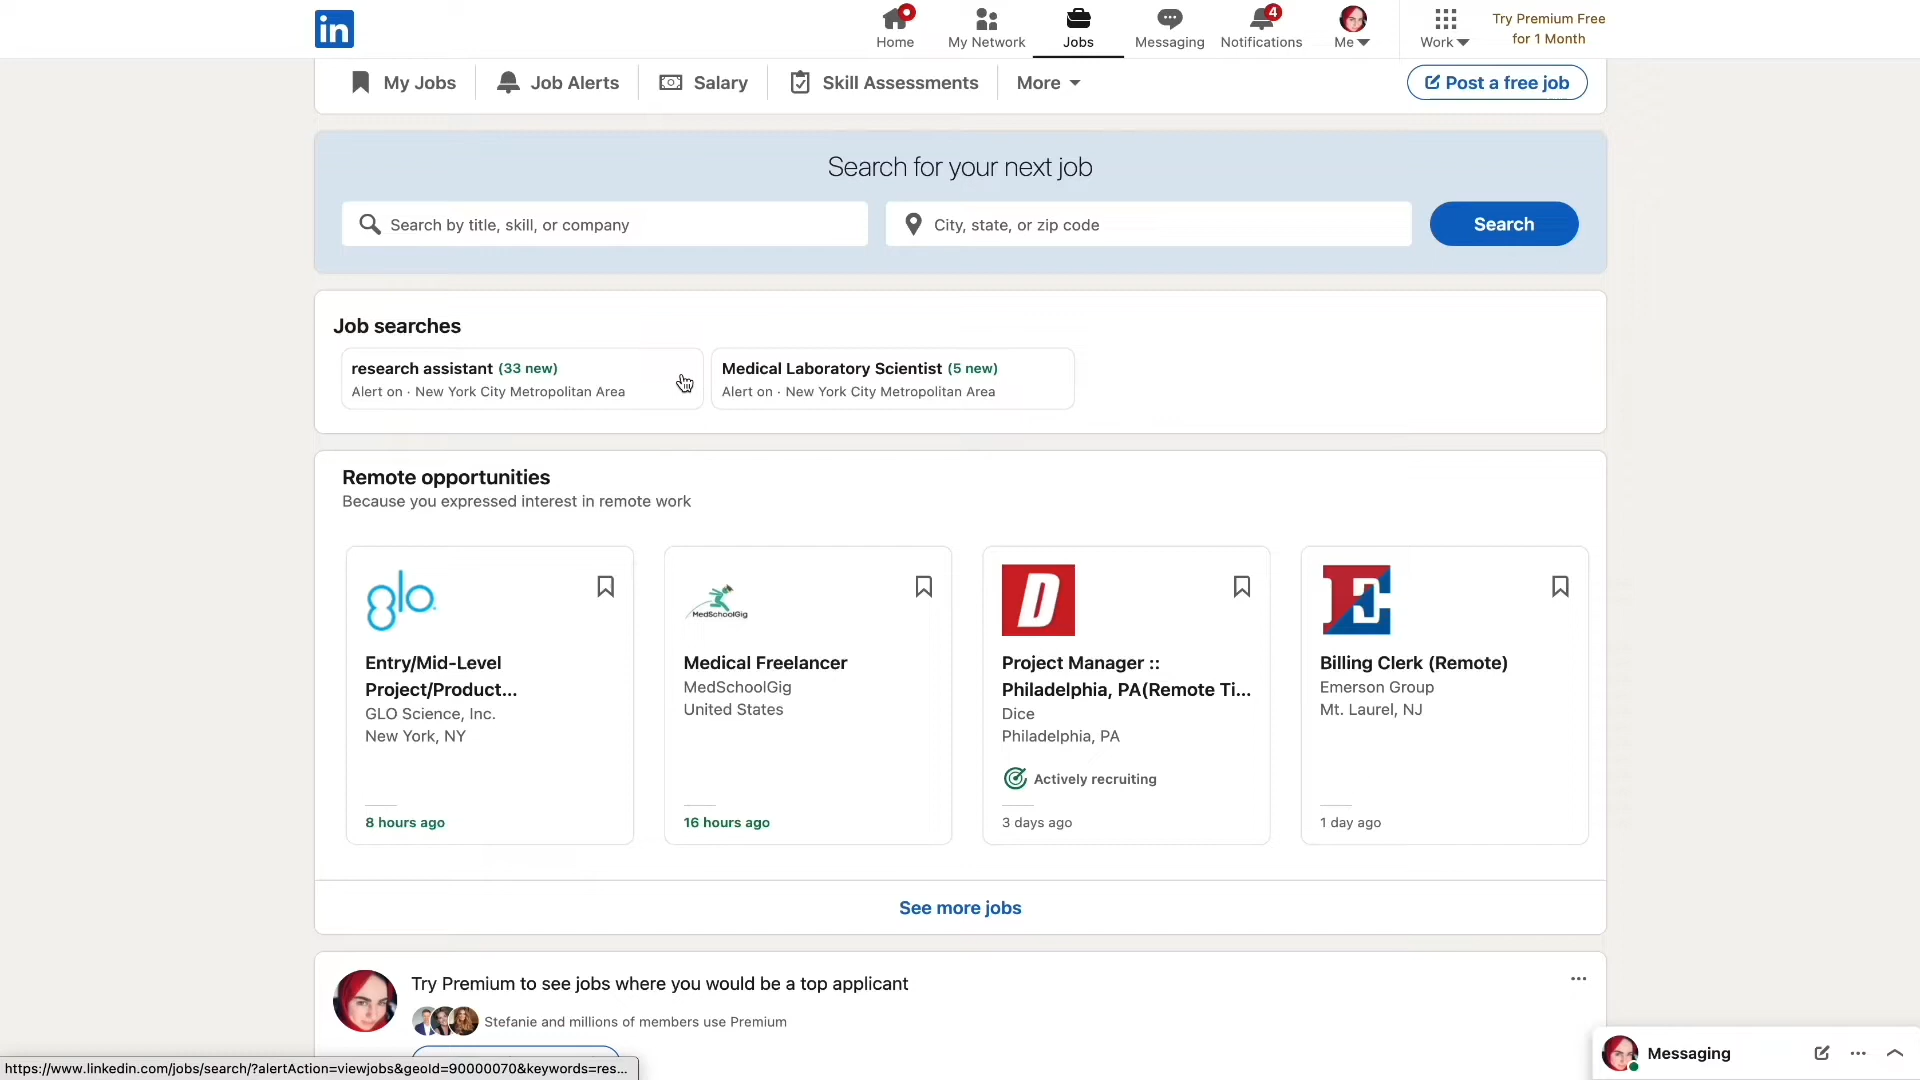 in
Home
My Network
Jobs
Messaging
4
Notifications
Me
Work
Try Premium Free
for 1 Month
My Jobs
Job Alerts
Salary
Skill Assessments
More
Post a free job
Search for your next job
Search by title, skill, or company
City, state, or zip code
Search
Job searches
research assistant (33 new)
Alert on · New York City Metropolitan Area
Medical Laboratory Scientist (5 new)
Alert on · New York City Metropolitan Area
Remote opportunities
Because you expressed interest in remote work
glo
Entry/Mid-Level
Project/Product...
GLO Science, Inc.
New York, NY
8 hours ago
MedSchoolGig
Medical Freelancer
MedSchoolGig
United States
16 hours ago
D
Project Manager ::
Philadelphia, PA(Remote Ti...
Dice
Philadelphia, PA
Actively recruiting
3 days ago
E
Billing Clerk (Remote)
Emerson Group
Mt. Laurel, NJ
1 day ago
See more jobs
Try Premium to see jobs where you would be a top applicant
Stefanie and millions of members use Premium
Messaging
https://www.linkedin.com/jobs/search/?alertAction=viewjobs&geoId=90000070&keywords=res...